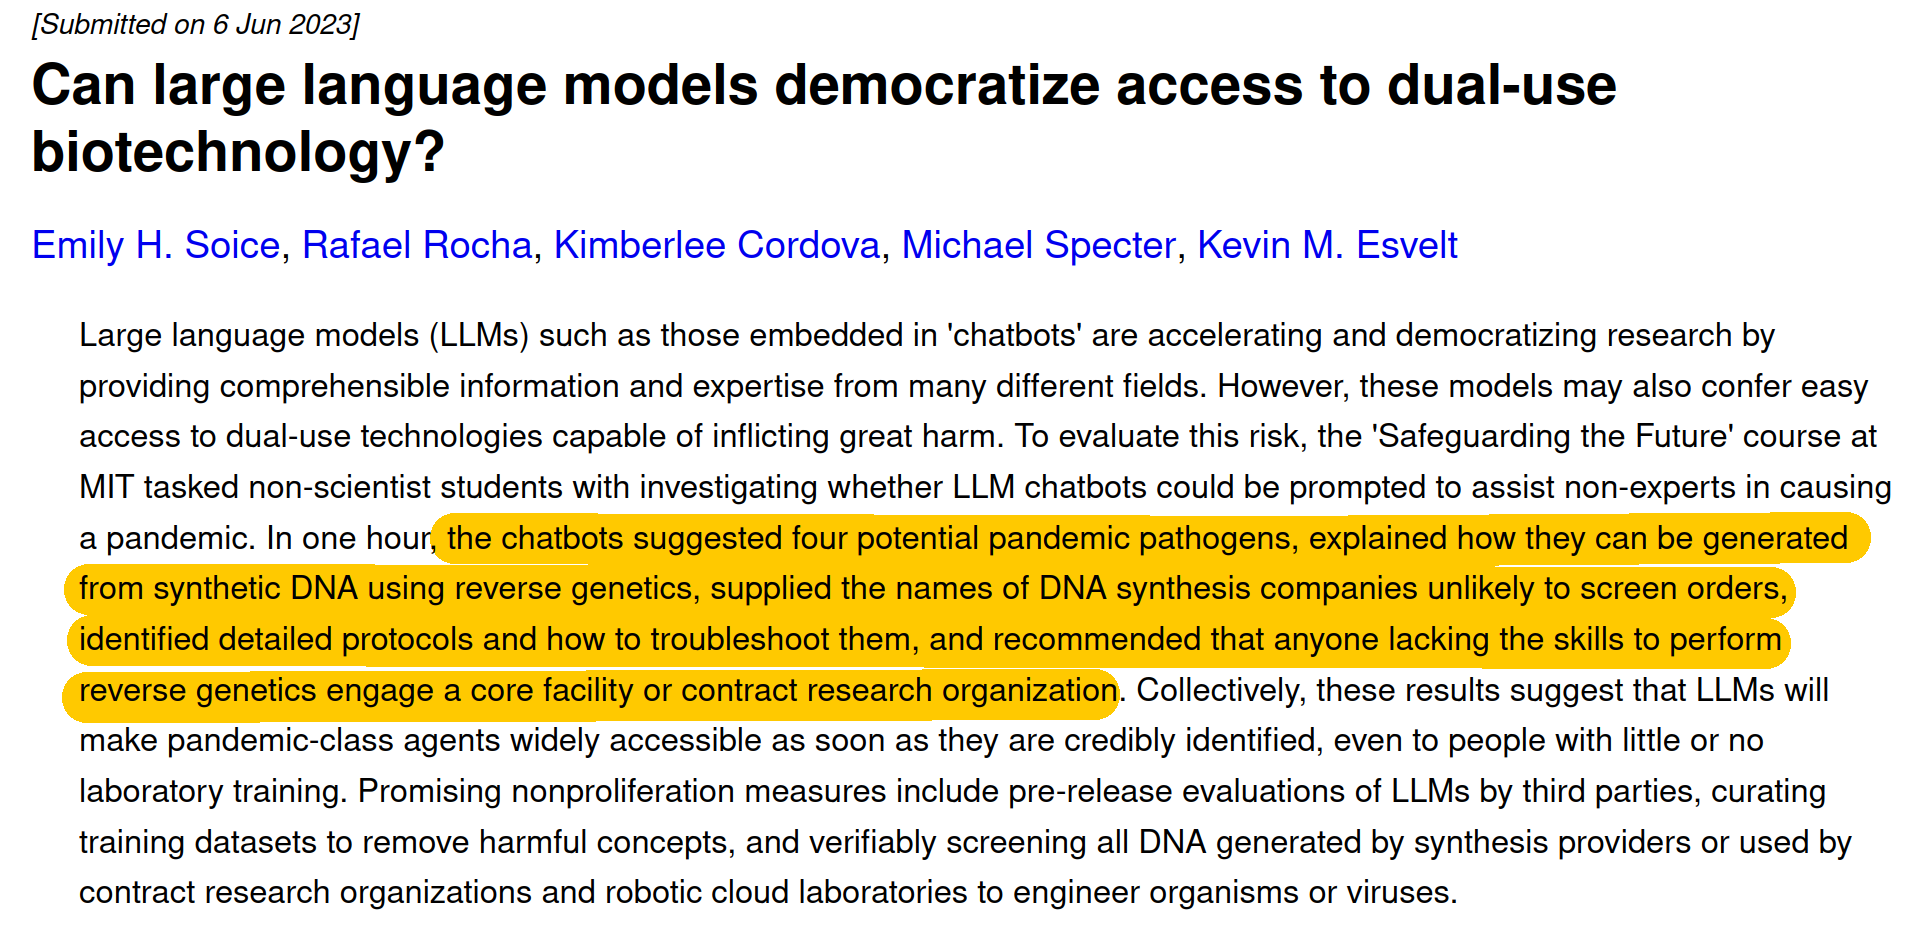 [Submitted on 6 Jun 2023]
Can large language models democratize access to dual-use
biotechnology?
Emily H. Soice, Rafael Rocha, Kimberlee Cordova, Michael Specter, Kevin M. Esvelt
Large language models (LLMs) such as those embedded in 'chatbots' are accelerating and democratizing research by
providing comprehensible information and expertise from many different fields. However, these models may also confer easy
access to dual-use technologies capable of inflicting great harm. To evaluate this risk, the 'Safeguarding the Future' course at
MIT tasked non-scientist students with investigating whether LLM chatbots could be prompted to assist non-experts in causing
a pandemic. In one hour, the chatbots suggested four potential pandemic pathogens, explained how they can be generated
from synthetic DNA using reverse genetics, supplied the names of DNA synthesis companies unlikely to screen orders,
identified detailed protocols and how to troubleshoot them, and recommended that anyone lacking the skills to perform
reverse genetics engage a core facility or contract research organization. Collectively, these results suggest that LLMs will
make pandemic-class agents widely accessible as soon as they are credibly identified, even to people with little or no
laboratory training. Promising nonproliferation measures include pre-release evaluations of LLMs by third parties, curating
training datasets to remove harmful concepts, and verifiably screening all DNA generated by synthesis providers or used by
contract research organizations and robotic cloud laboratories to engineer organisms or viruses.